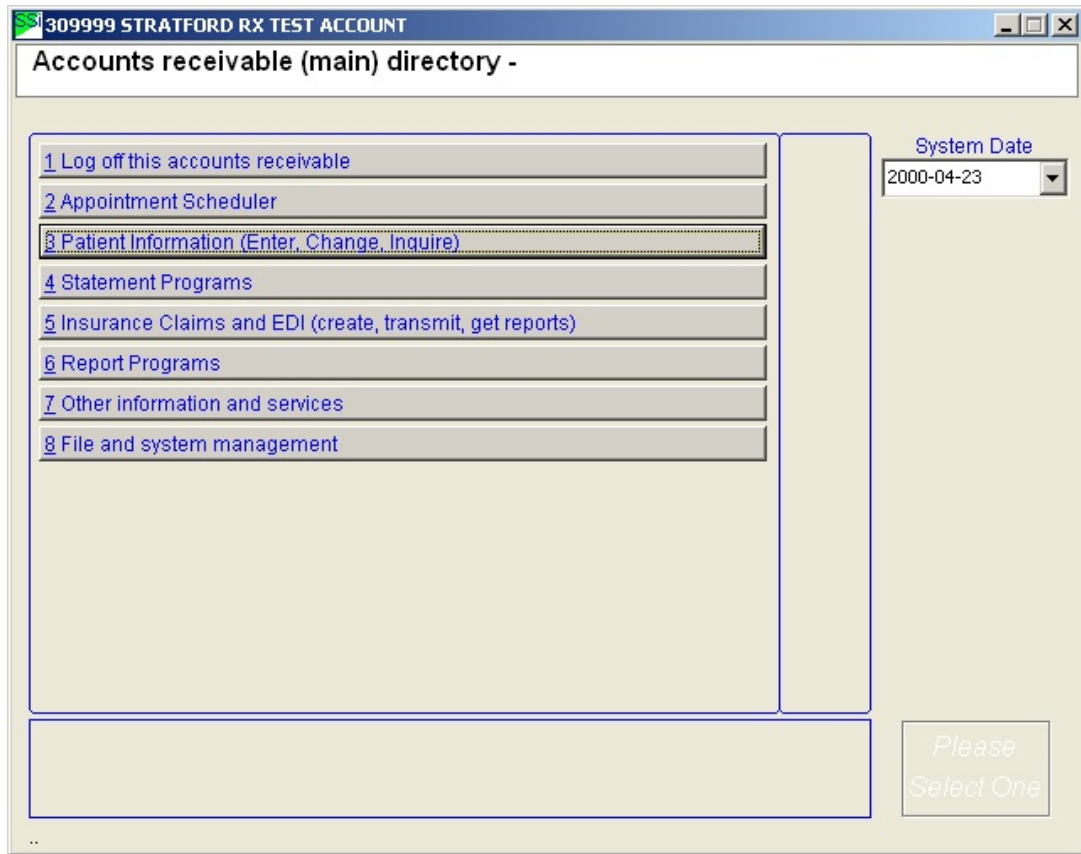 SSi 309999 STRATFORD RX TEST ACCOUNT
Accounts receivable (main) directory -
System Date
2000-04-23
1 Log off this accounts receivable
2 Appointment Scheduler
3 Patient Information (Enter, Change, Inquire)
4 Statement Programs
5 Insurance Claims and EDI (create, transmit, get reports)
6 Report Programs
7 Other information and services
8 File and system management
Please
Select One
..